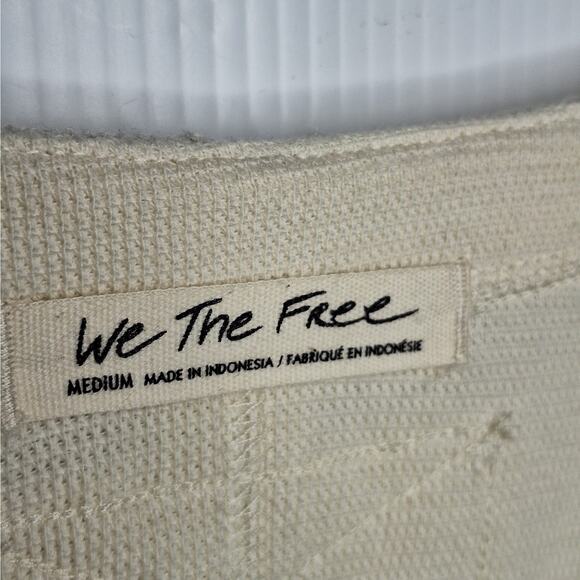 We The Free
MEDIUM MADE IN INDONESIA / FABRIQUÉ EN INDONÉSIE